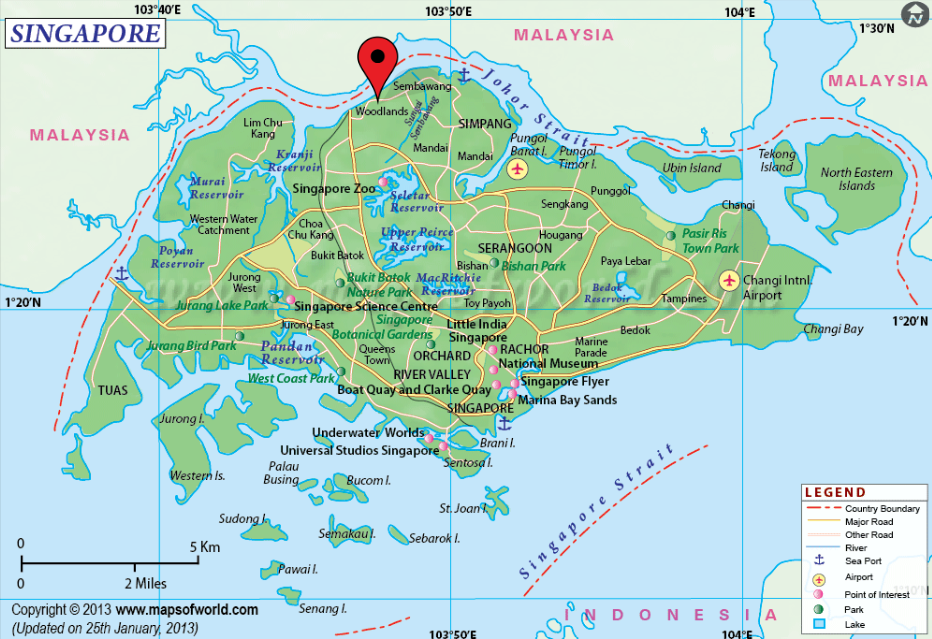 103°40'E
103°50'E
104°E
SINGAPORE
N
1°30'N
MALAYSIA
MALAYSIA
MALAYSIA
Johor Strait
Sembawang
Woodlands
Sungai
Sembawang
Lim Chu
Kang
SIMPANG
Mandai
Mandai
Pungol
Barat I.
Pungol
Timor I.
Ubin Island
Tekong
Island
North Eastern
Islands
Kranji
Reservoir
Murai
Reservoir
Singapore Zoo
Seletar
Reservoir
Punggol
Sengkang
Changi
Western Water
Catchment
Choa
Chu Kang
Upper Peirce
Reservoir
Hougang
Pasir Ris
Town Park
SERANGOON
Poyan
Reservoir
Bukit Batok
Bishan
Bishan Park
Paya Lebar
Jurong
West
Bukit Batok
Nature Park
MacRitchie
Reservoir
Bedok
Reservoir
Changi Intnl.
Airport
1°20'N
Jurong Lake Park
Singapore Science Centre
Toy Payoh
Tampines
1°20'N
Jurong East
Singapore
Botanical Gardens
Little India
Singapore
Bedok
Changi Bay
Jurong Bird Park
Pandan
Reservoir
Queens
Town
ORCHARD
RACHOR
Marine
Parade
National Museum
West Coast Park
RIVER VALLEY
Boat Quay and Clarke Quay
Singapore Flyer
TUAS
SINGAPORE
Marina Bay Sands
Jurong I.
Underwater Worlds
Universal Studios Singapore
Brani I.
Sentosa I.
Western Is.
Palau
Busing
Bucom I.
St. Joan I.
Singapore Strait
Sudong I.
Semakau I.
Sebarok I.
Pawai I.
Senang I.
0
5 Km
0
2 Miles
Copyright © 2013 www.mapsofworld.com
(Updated on 25th January, 2013)
INDONESIA
103°50'E
104°E
LEGEND
Country Boundary
Major Road
Other Road
River
Sea Port
Airport
Point of Interest
Park
Lake